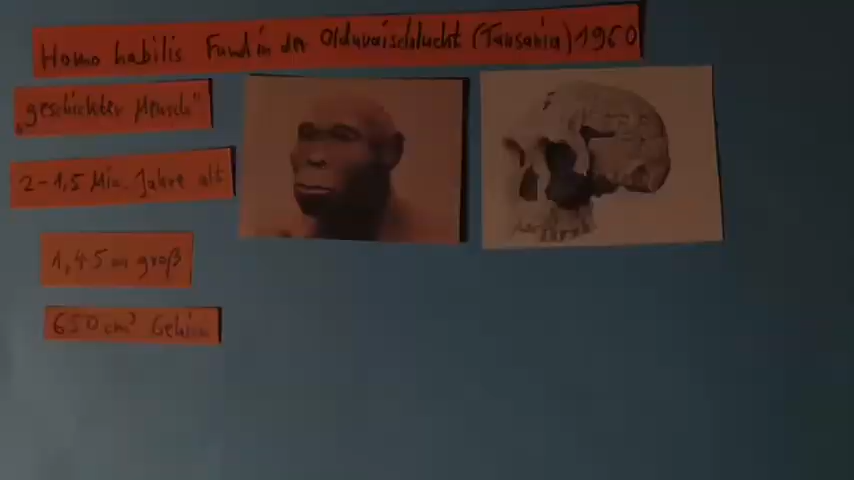 Homo habilis Fund in der Olduvaischlucht (Tansania) 1960
„geschickter Mensch"
2-1,5 Mio. Jahre alt
1,45 m groß
650 cm³ Gehirn